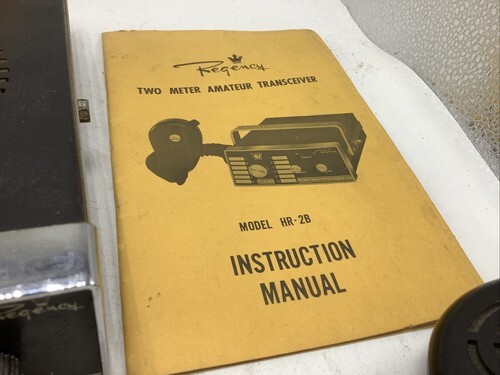 Regency
TWO METER AMATEUR TRANSCEIVER
MODEL HR-2B
INSTRUCTION
MANUAL
Regency